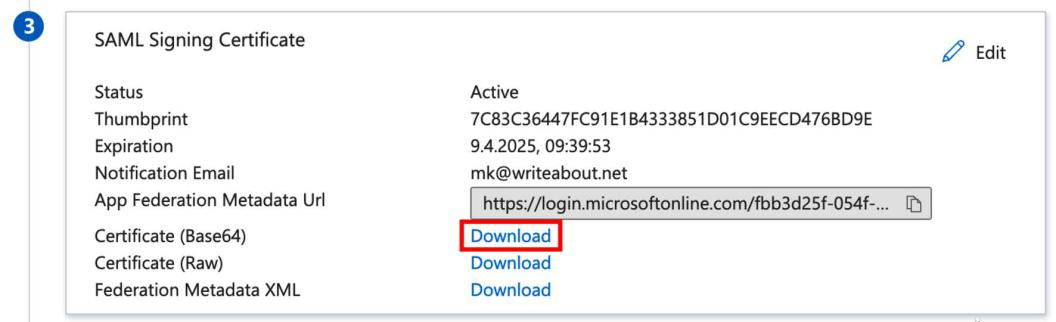 3
SAML Signing Certificate
Edit
Status Active
Thumbprint 7C83C36447FC91E1B4333851D01C9EECD476BD9E
Expiration 9.4.2025, 09:39:53
Notification Email mk@writeabout.net
App Federation Metadata Url https://login.microsoftonline.com/fbb3d25f-054f-...
Certificate (Base64) Download
Certificate (Raw) Download
Federation Metadata XML Download